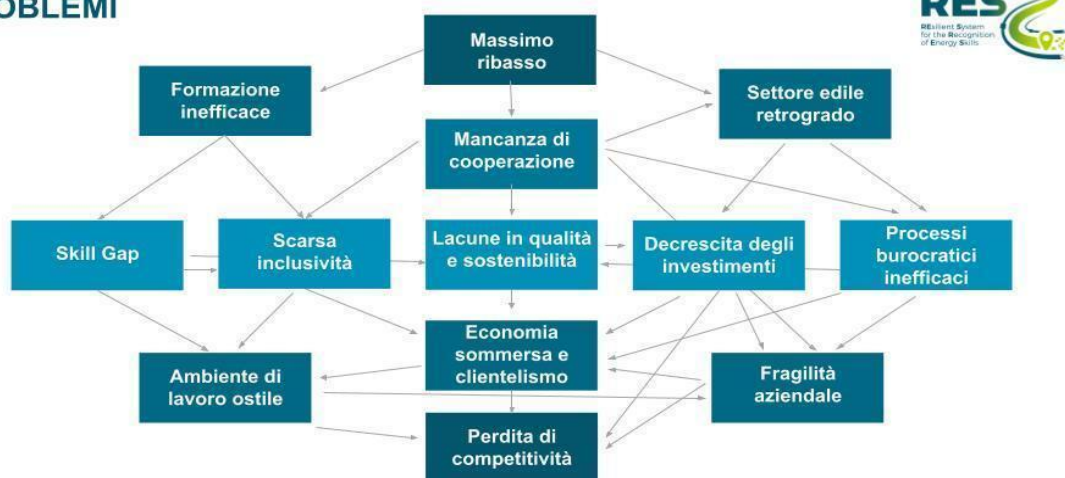 OBLEMI
RES
REsilient System
for the Recognition
of Energy Skills
Massimo
ribasso
Formazione
inefficace
Settore edile
retrogrado
Mancanza di
cooperazione
Skill Gap
Scarsa
inclusività
Lacune in qualità
e sostenibilità
Decrescita degli
investimenti
Processi
burocratici
inefficaci
Economia
sommersa e
clientelismo
Ambiente di
lavoro ostile
Fragilità
aziendale
Perdita di
competitività